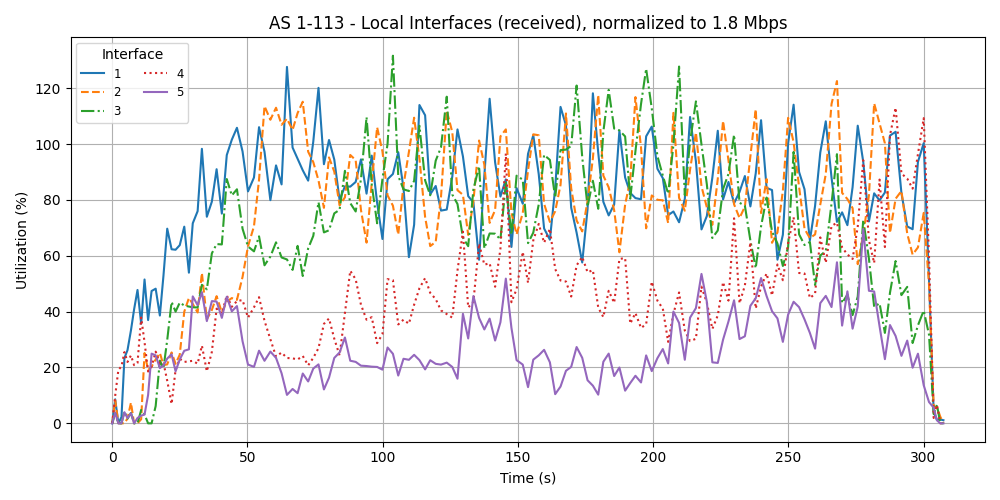 AS 1-113 - Local Interfaces (received), normalized to 1.8 Mbps
Interface
1 4
2 5
3
Utilization (%)
120
100
80
60
40
20
0
0 50 100 150 200 250 300
Time (s)